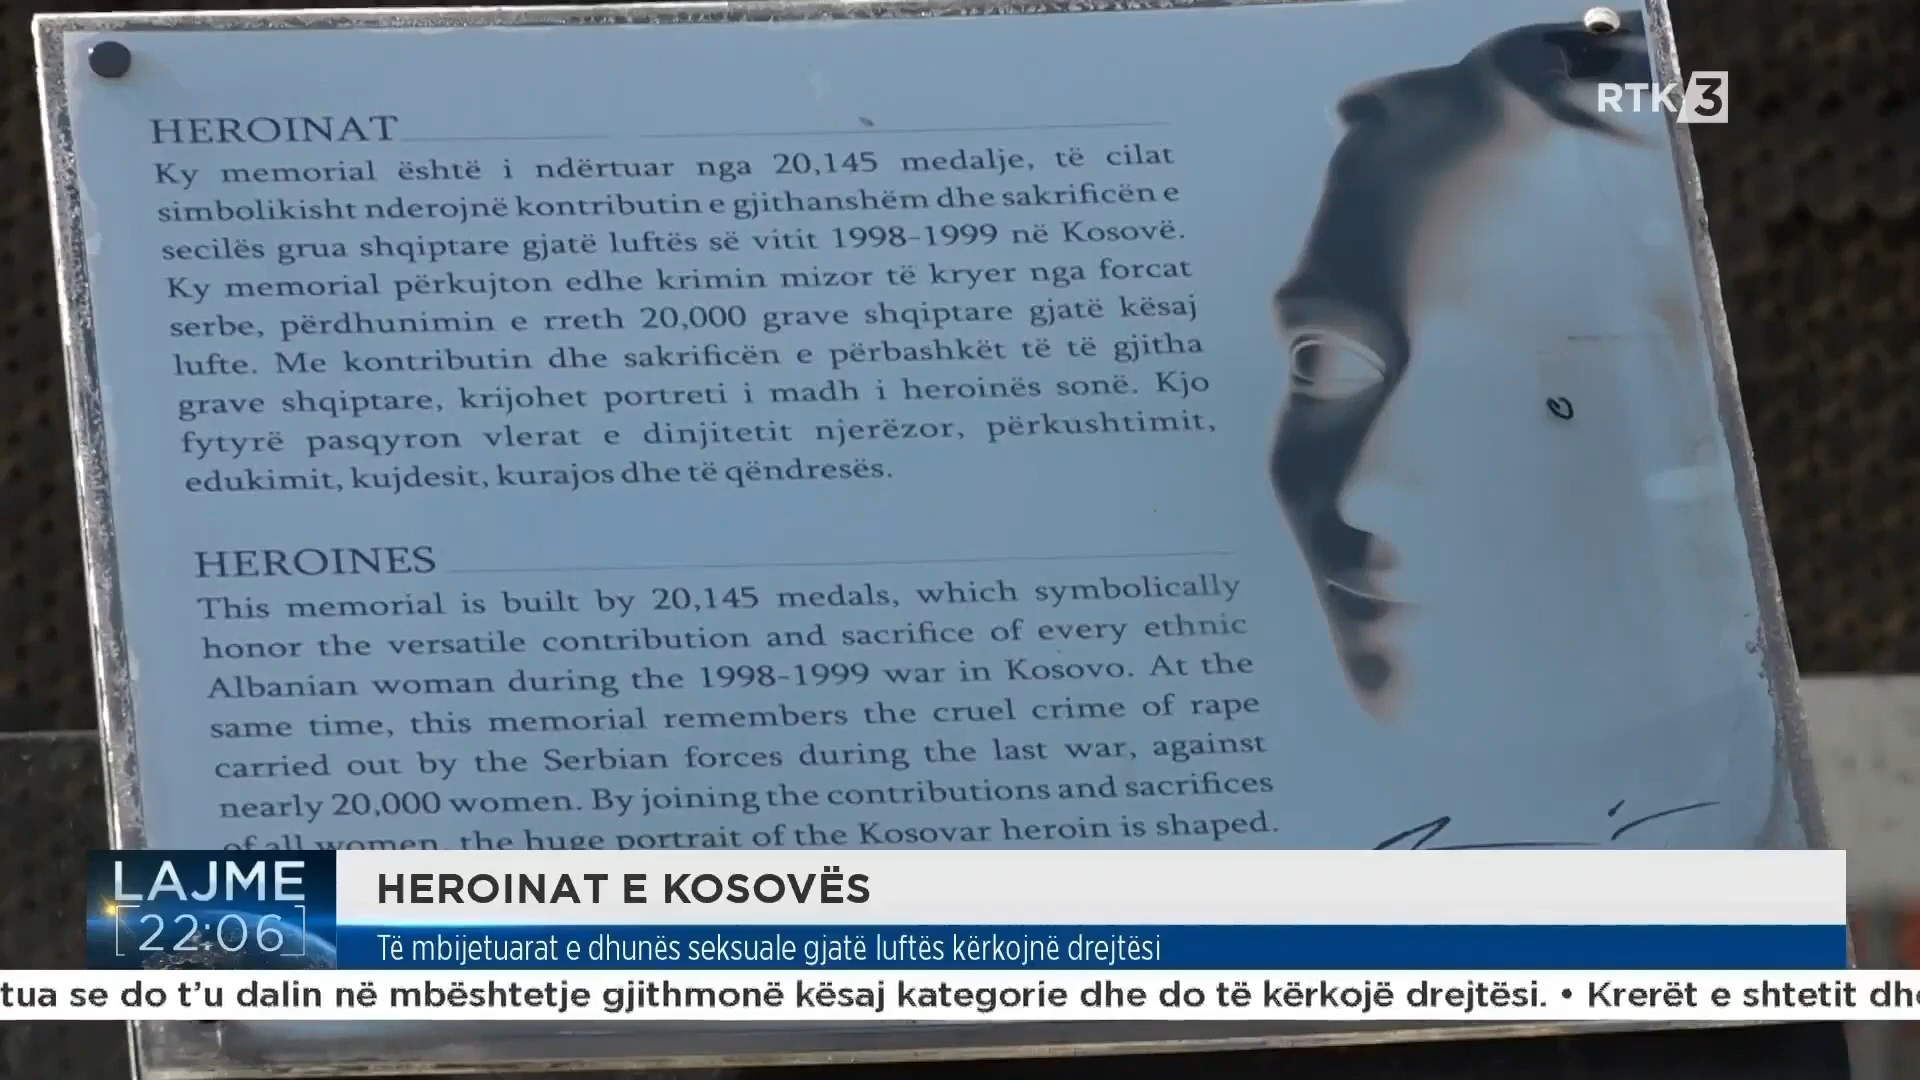 RTK 3
HEROINAT
Ky memorial është i ndërtuar nga 20,145 medalje, të cilat
simbolikisht nderojnë kontributin e gjithanshëm dhe sakrificën e
secilës grua shqiptare gjatë luftës së vitit 1998-1999 në Kosovë.
Ky memorial përkujton edhe krimin mizor të kryer nga forcat
serbe, përdhunimin e rreth 20,000 grave shqiptare gjatë kësaj
lufte. Me kontributin dhe sakrificën e përbashkët të të gjitha
grave shqiptare, krijohet portreti i madh i heroinës sonë. Kjo
fytyrë pasqyron vlerat e dinjitetit njerëzor, përkushtimit,
edukimit, kujdesit, kurajos dhe të qëndresës.
HEROINES
This memorial is built by 20,145 medals, which symbolically
honor the versatile contribution and sacrifice of every ethnic
Albanian woman during the 1998-1999 war in Kosovo. At the
same time, this memorial remembers the cruel crime of rape
carried out by the Serbian forces during the last war, against
nearly 20,000 women. By joining the contributions and sacrifices
of all women, the huge portrait of the Kosovar heroin is shaped.
LAJME
22:06
HEROINAT E KOSOVËS
Të mbijetuarat e dhunës seksuale gjatë luftës kërkojnë drejtësi
tua se do t'u dalin në mbështetje gjithmonë kësaj kategorie dhe do të kërkojë drejtësi. • Krerët e shtetit dhe